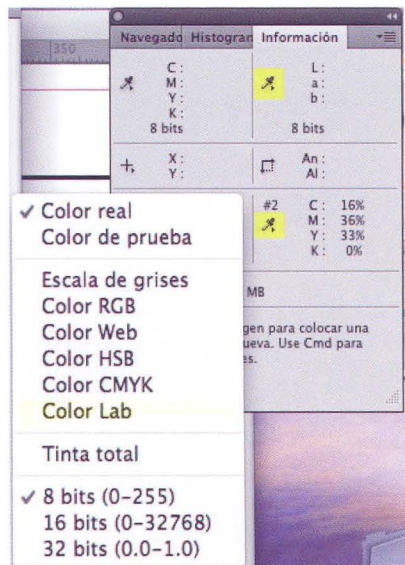 350
Navegado Histogran Información
C :
M :
Y :
K :
8 bits
L :
a :
b :
8 bits
X :
Y :
An :
Al :
#2
C : 16%
M : 36%
Y : 33%
K : 0%
MB
gen para colocar una
ueva. Use Cmd para
es.
✓ Color real
Color de prueba
Escala de grises
Color RGB
Color Web
Color HSB
Color CMYK
Color Lab
Tinta total
✓ 8 bits (0-255)
16 bits (0-32768)
32 bits (0.0-1.0)